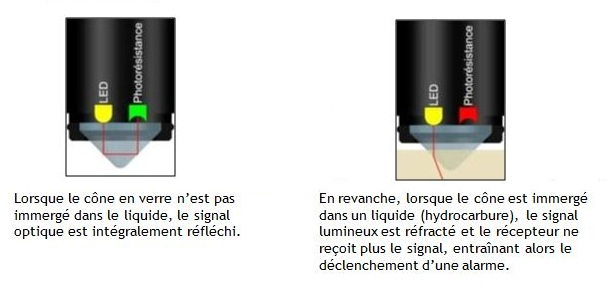 LED
Photorésistance
LED
Photorésistance
Lorsque le cône en verre n’est pas
immergé dans le liquide, le signal
optique est intégralement réfléchi.
En revanche, lorsque le cône est immergé
dans un liquide (hydrocarbure), le signal
lumineux est réfracté et le récepteur ne
reçoit plus le signal, entraînant alors le
déclenchement d’une alarme.